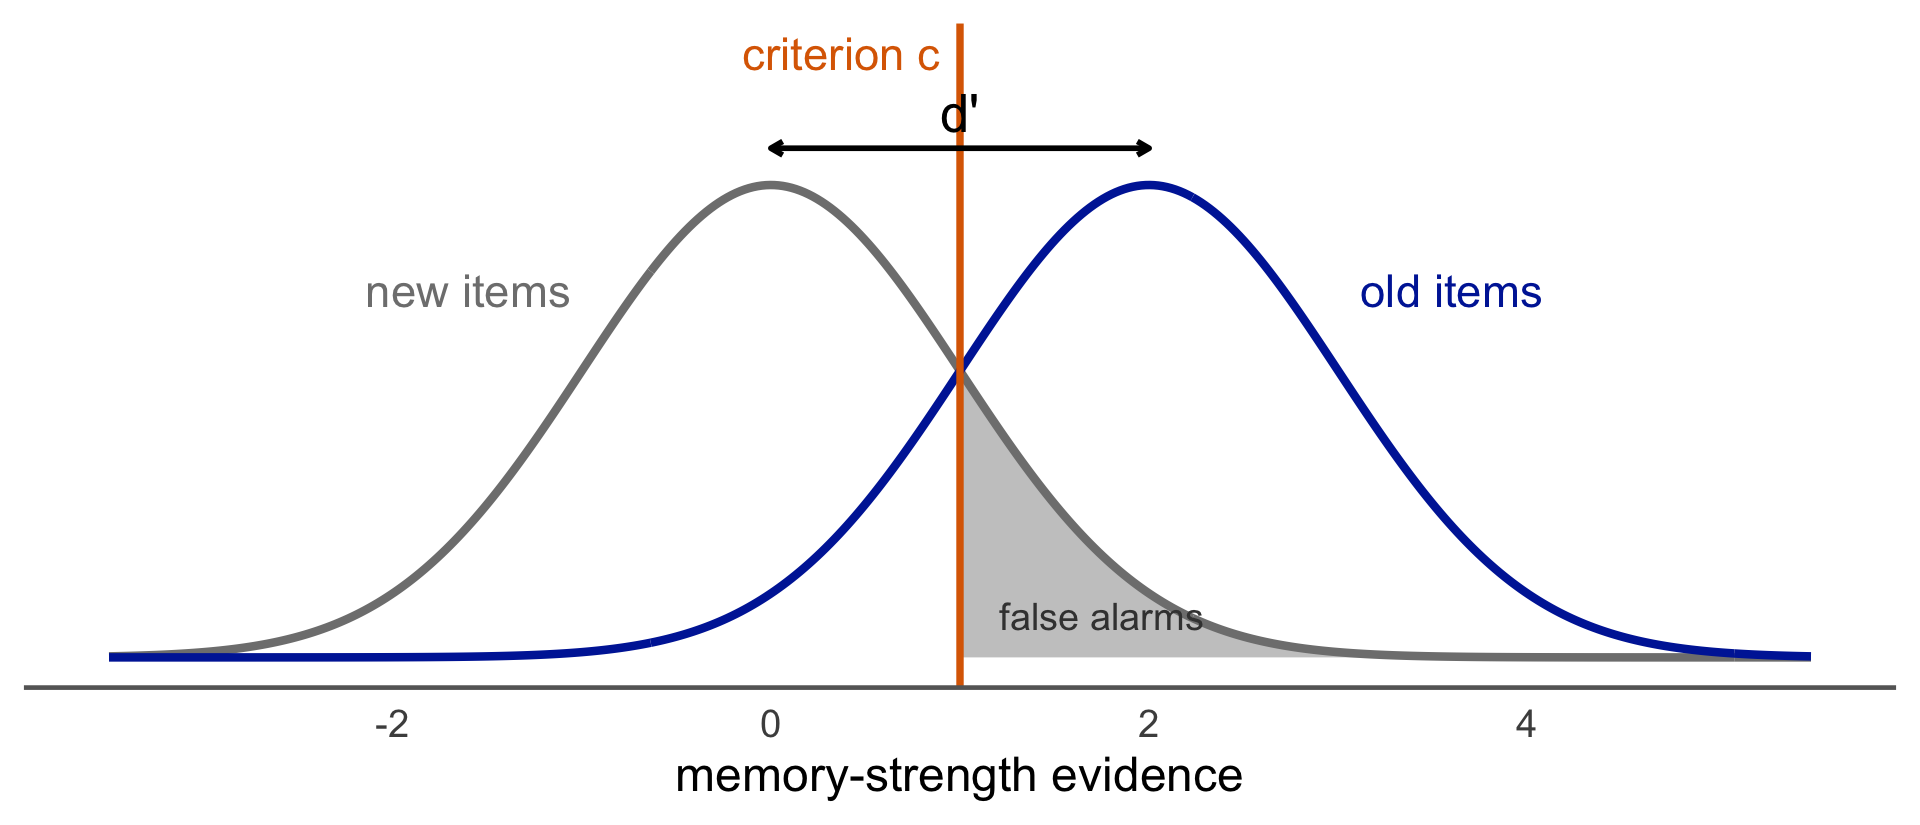 criterion c
d'
new items
old items
false alarms
-2
0
2
4
memory-strength evidence